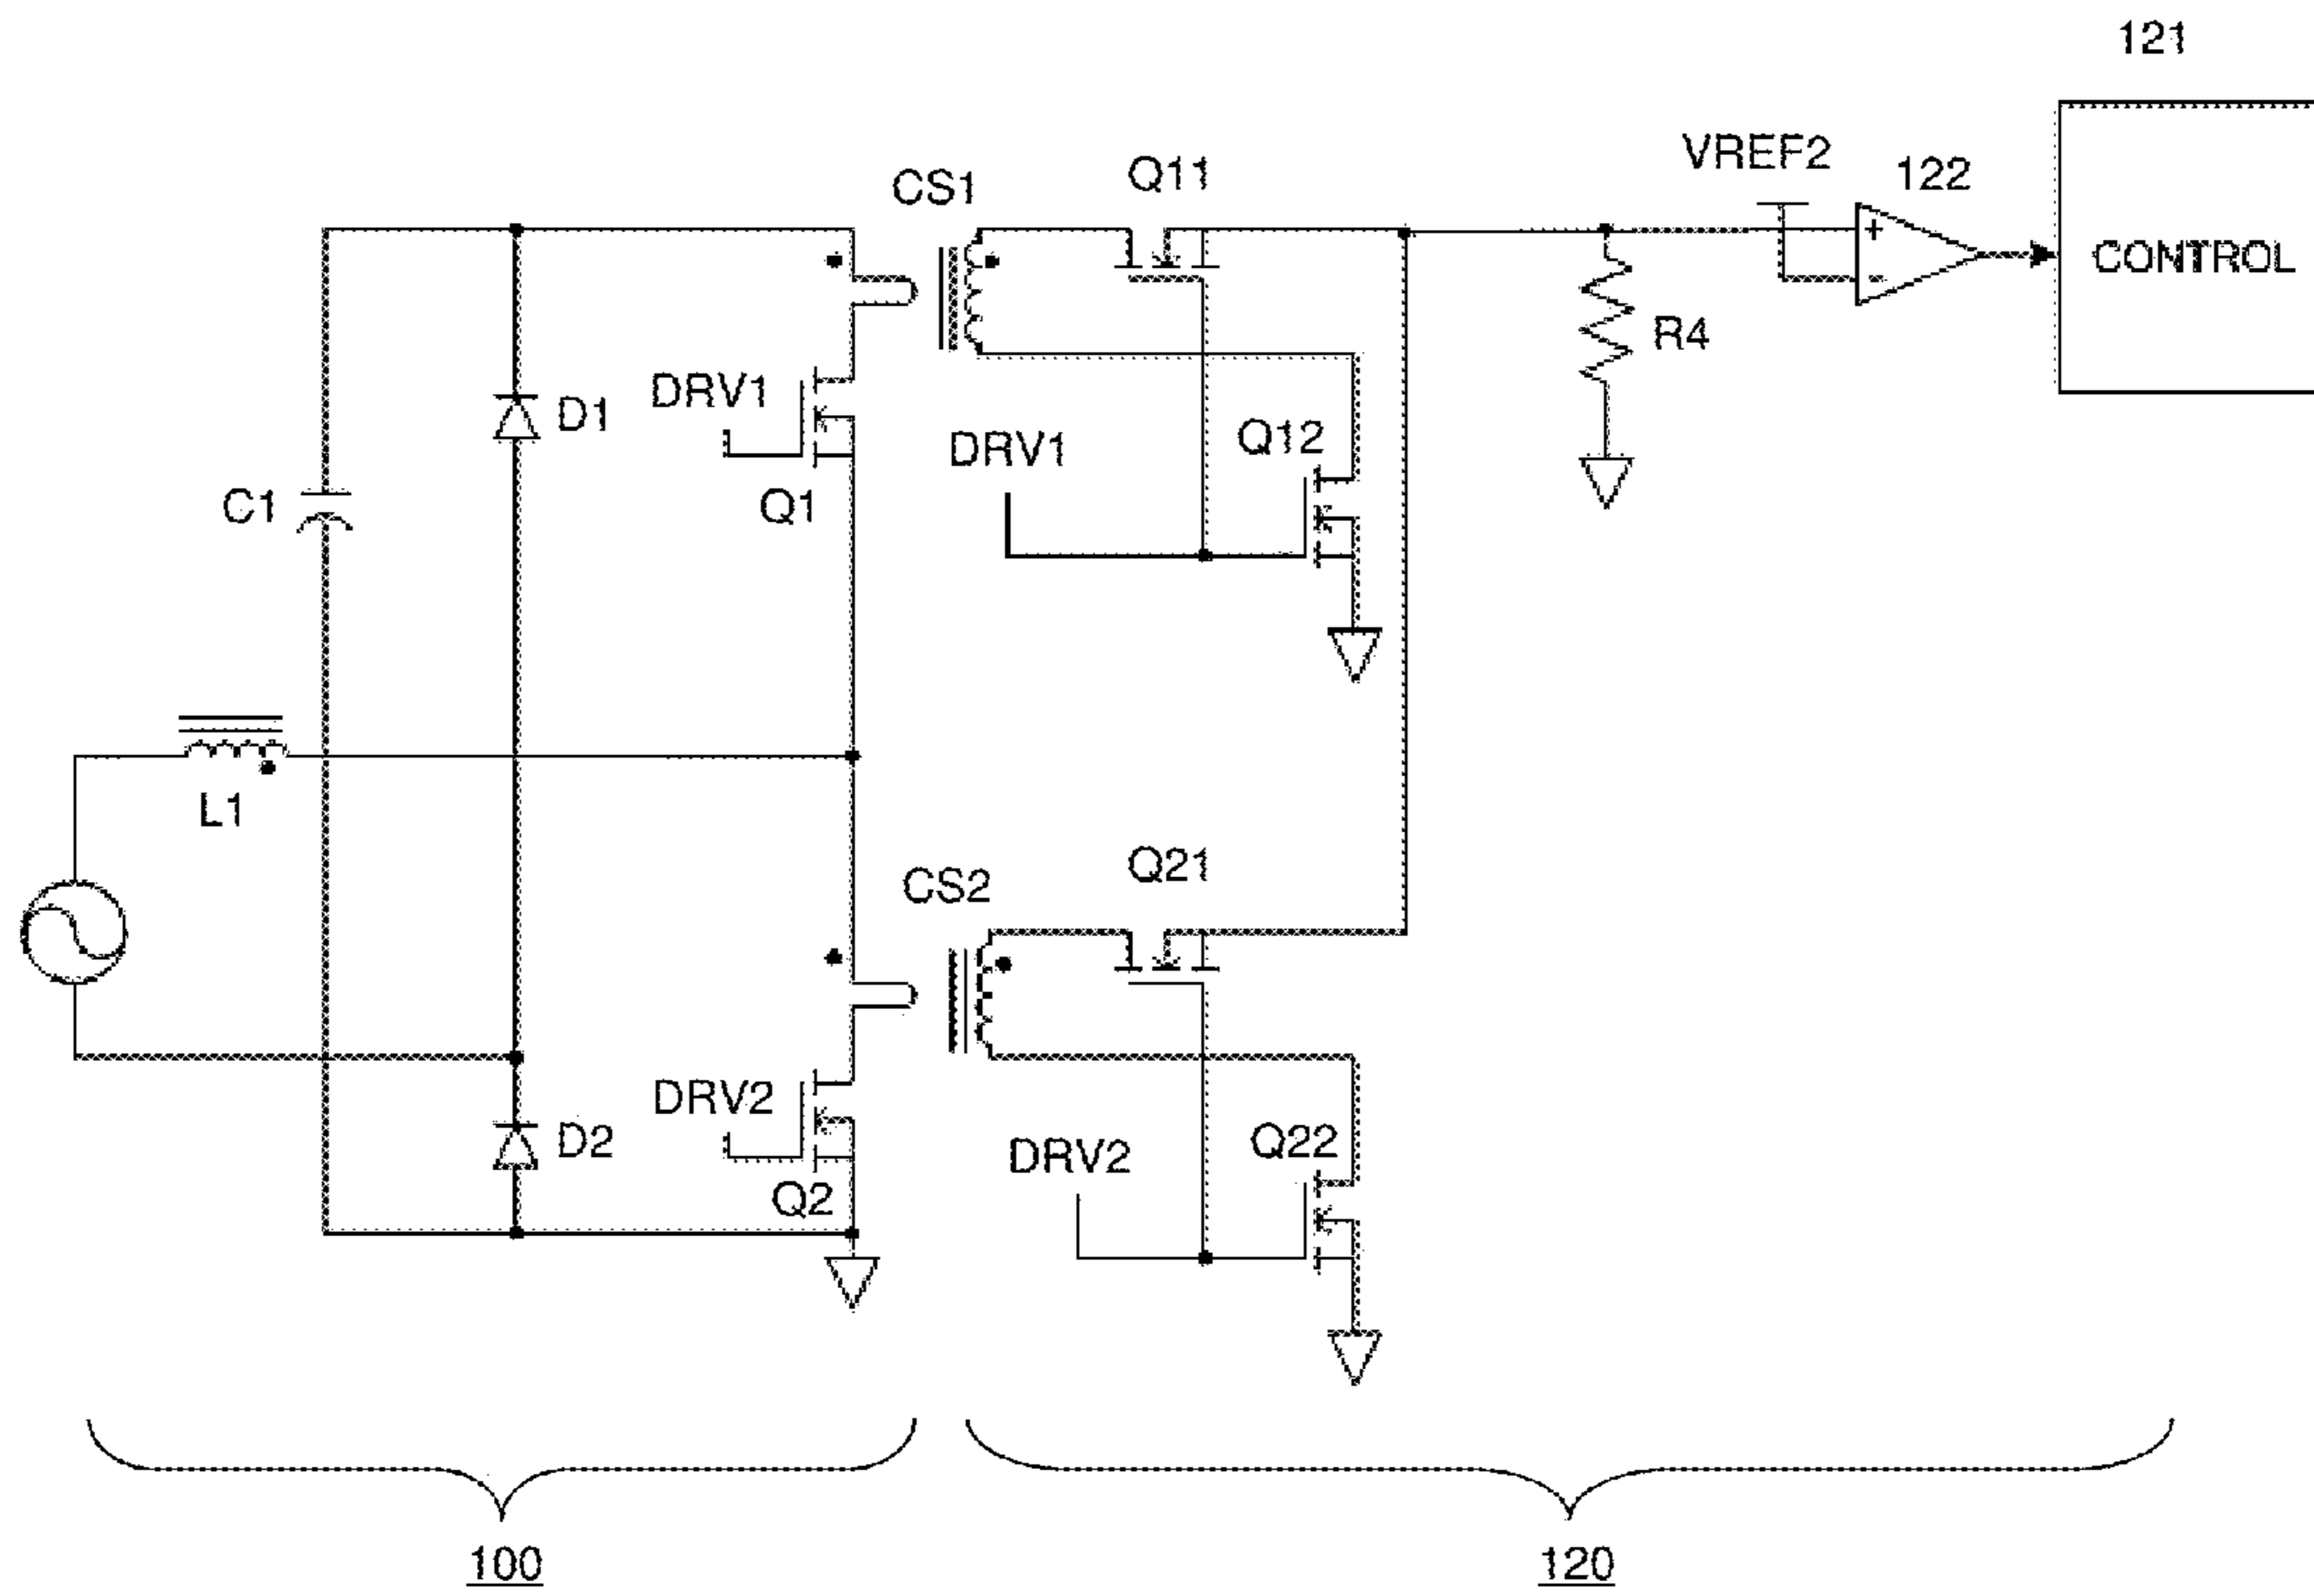 121
VREF2
122
CS1
Q11
+
-
CONTROL
R4
DRV1
D1
DRV1
Q12
C1
Q1
L1
CS2
Q21
DRV2
D2
DRV2
Q22
Q2
100
120